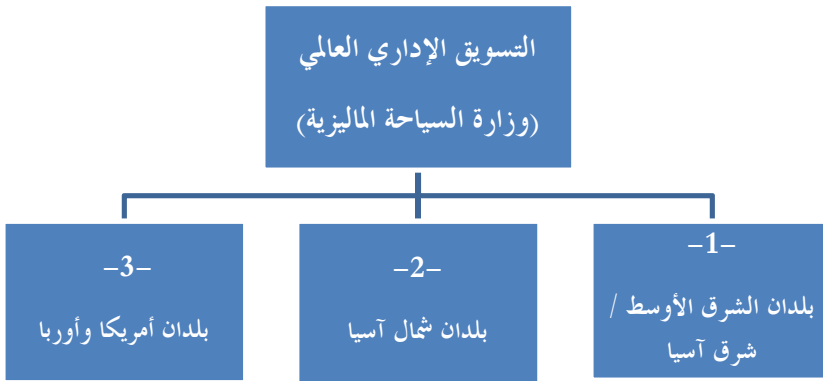 التسويق الإداري العالمي
(وزارة السياحة الماليزية)
-1-
بلدان الشرق الأوسط /
شرق آسيا
-2-
بلدان شمال آسيا
-3-
بلدان أمريكا وأوربا